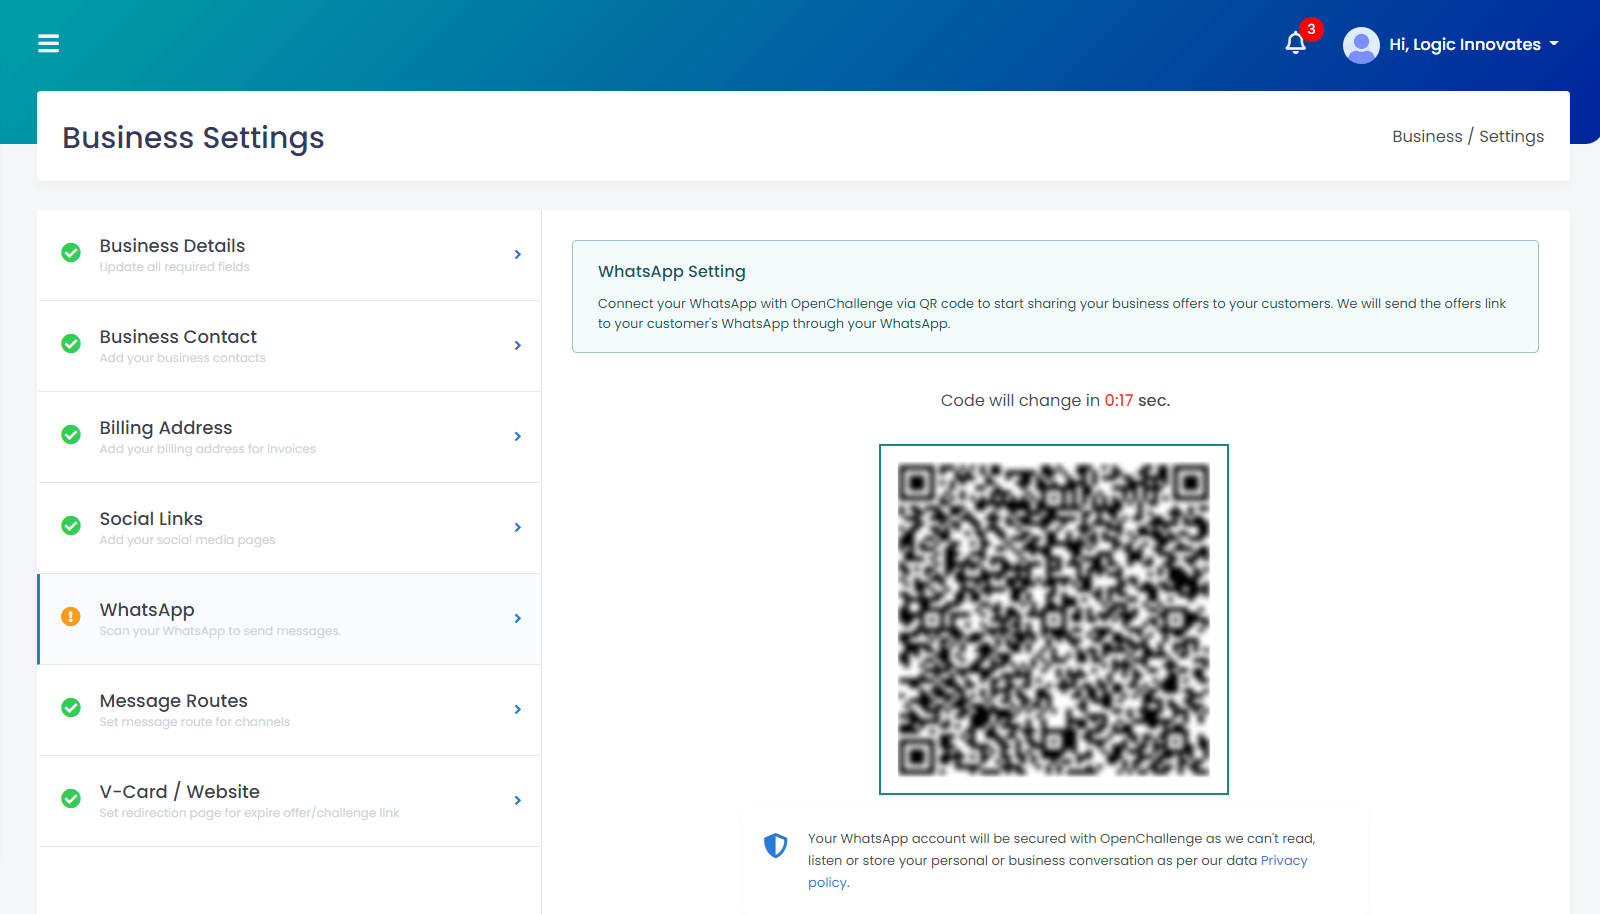 3
Hi, Logic Innovates
Business Settings
Business / Settings
Business Details
Update all required fields
Business Contact
Add your business contacts
Billing Address
Add your billing address for invoices
Social Links
Add your social media pages
WhatsApp
Scan your WhatsApp to send messages.
Message Routes
Set message route for channels
V-Card / Website
Set redirection page for expire offer/challenge link
WhatsApp Setting
Connect your WhatsApp with OpenChallenge via QR code to start sharing your business offers to your customers. We will send the offers link
to your customer's WhatsApp through your WhatsApp.
Code will change in 0:17 sec.
Your WhatsApp account will be secured with OpenChallenge as we can't read,
listen or store your personal or business conversation as per our data Privacy
policy.